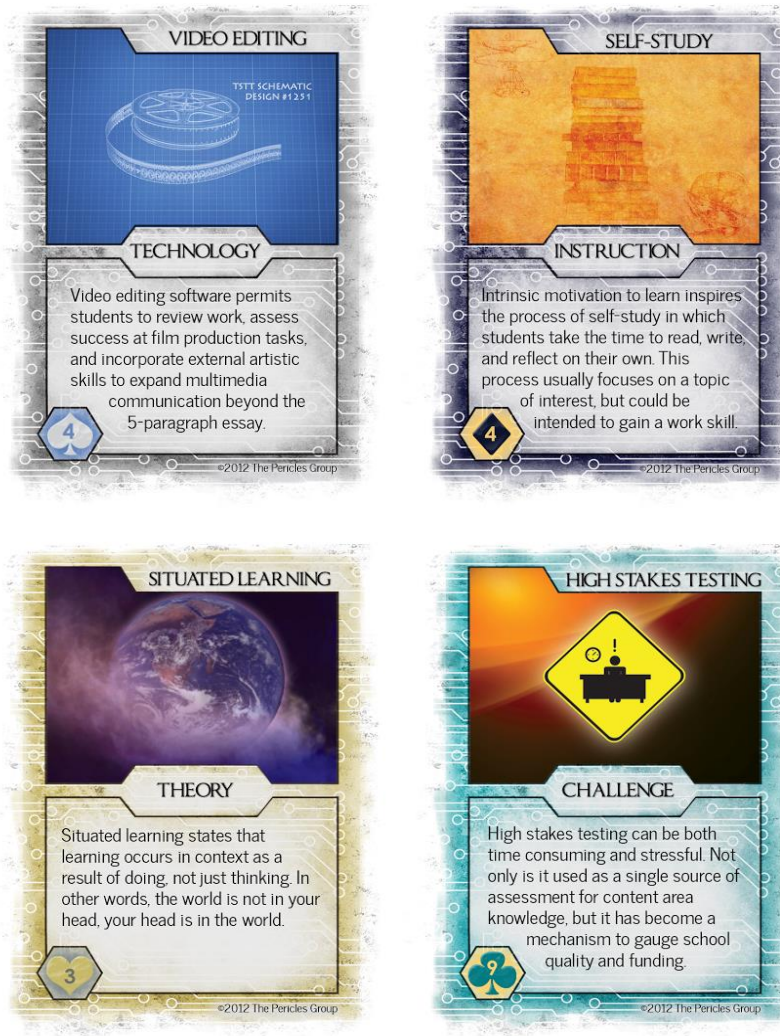 VIDEO EDITING
TSTT SCHEMATIC
DESIGN #1251
TECHNOLOGY
Video editing software permits
students to review work, assess
success at film production tasks,
and incorporate external artistic
skills to expand multimedia
communication beyond the
5-paragraph essay.
4
©2012 The Pericles Group
SELF-STUDY
INSTRUCTION
Intrinsic motivation to learn inspires
the process of self-study in which
students take the time to read, write,
and reflect on their own. This
process usually focuses on a topic
of interest, but could be
intended to gain a work skill.
4
©2012 The Pericles Group
SITUATED LEARNING
THEORY
Situated learning states that
learning occurs in context as a
result of doing, not just thinking. In
other words, the world is not in your
head, your head is in the world.
3
©2012 The Pericles Group
HIGH STAKES TESTING
!
CHALLENGE
High stakes testing can be both
time consuming and stressful. Not
only is it used as a single source of
assessment for content area
knowledge, but it has become a
mechanism to gauge school
quality and funding.
9
©2012 The Pericles Group